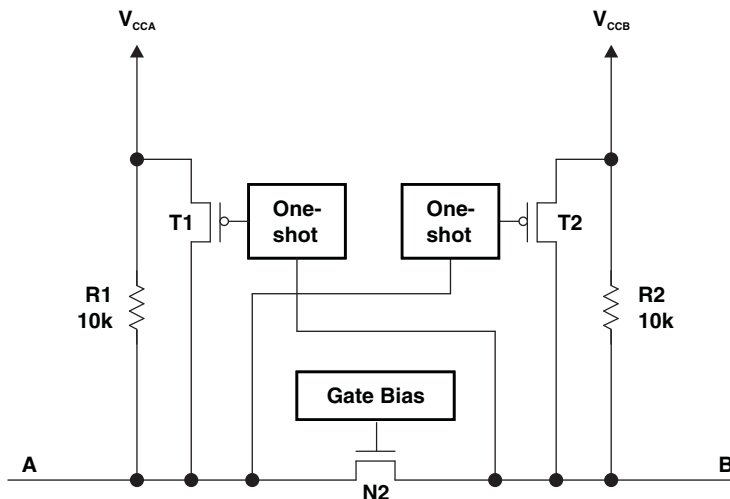 VCCA
VCCB
One-
shot
One-
shot
T1
T2
R1
10k
R2
10k
Gate Bias
A
B
N2